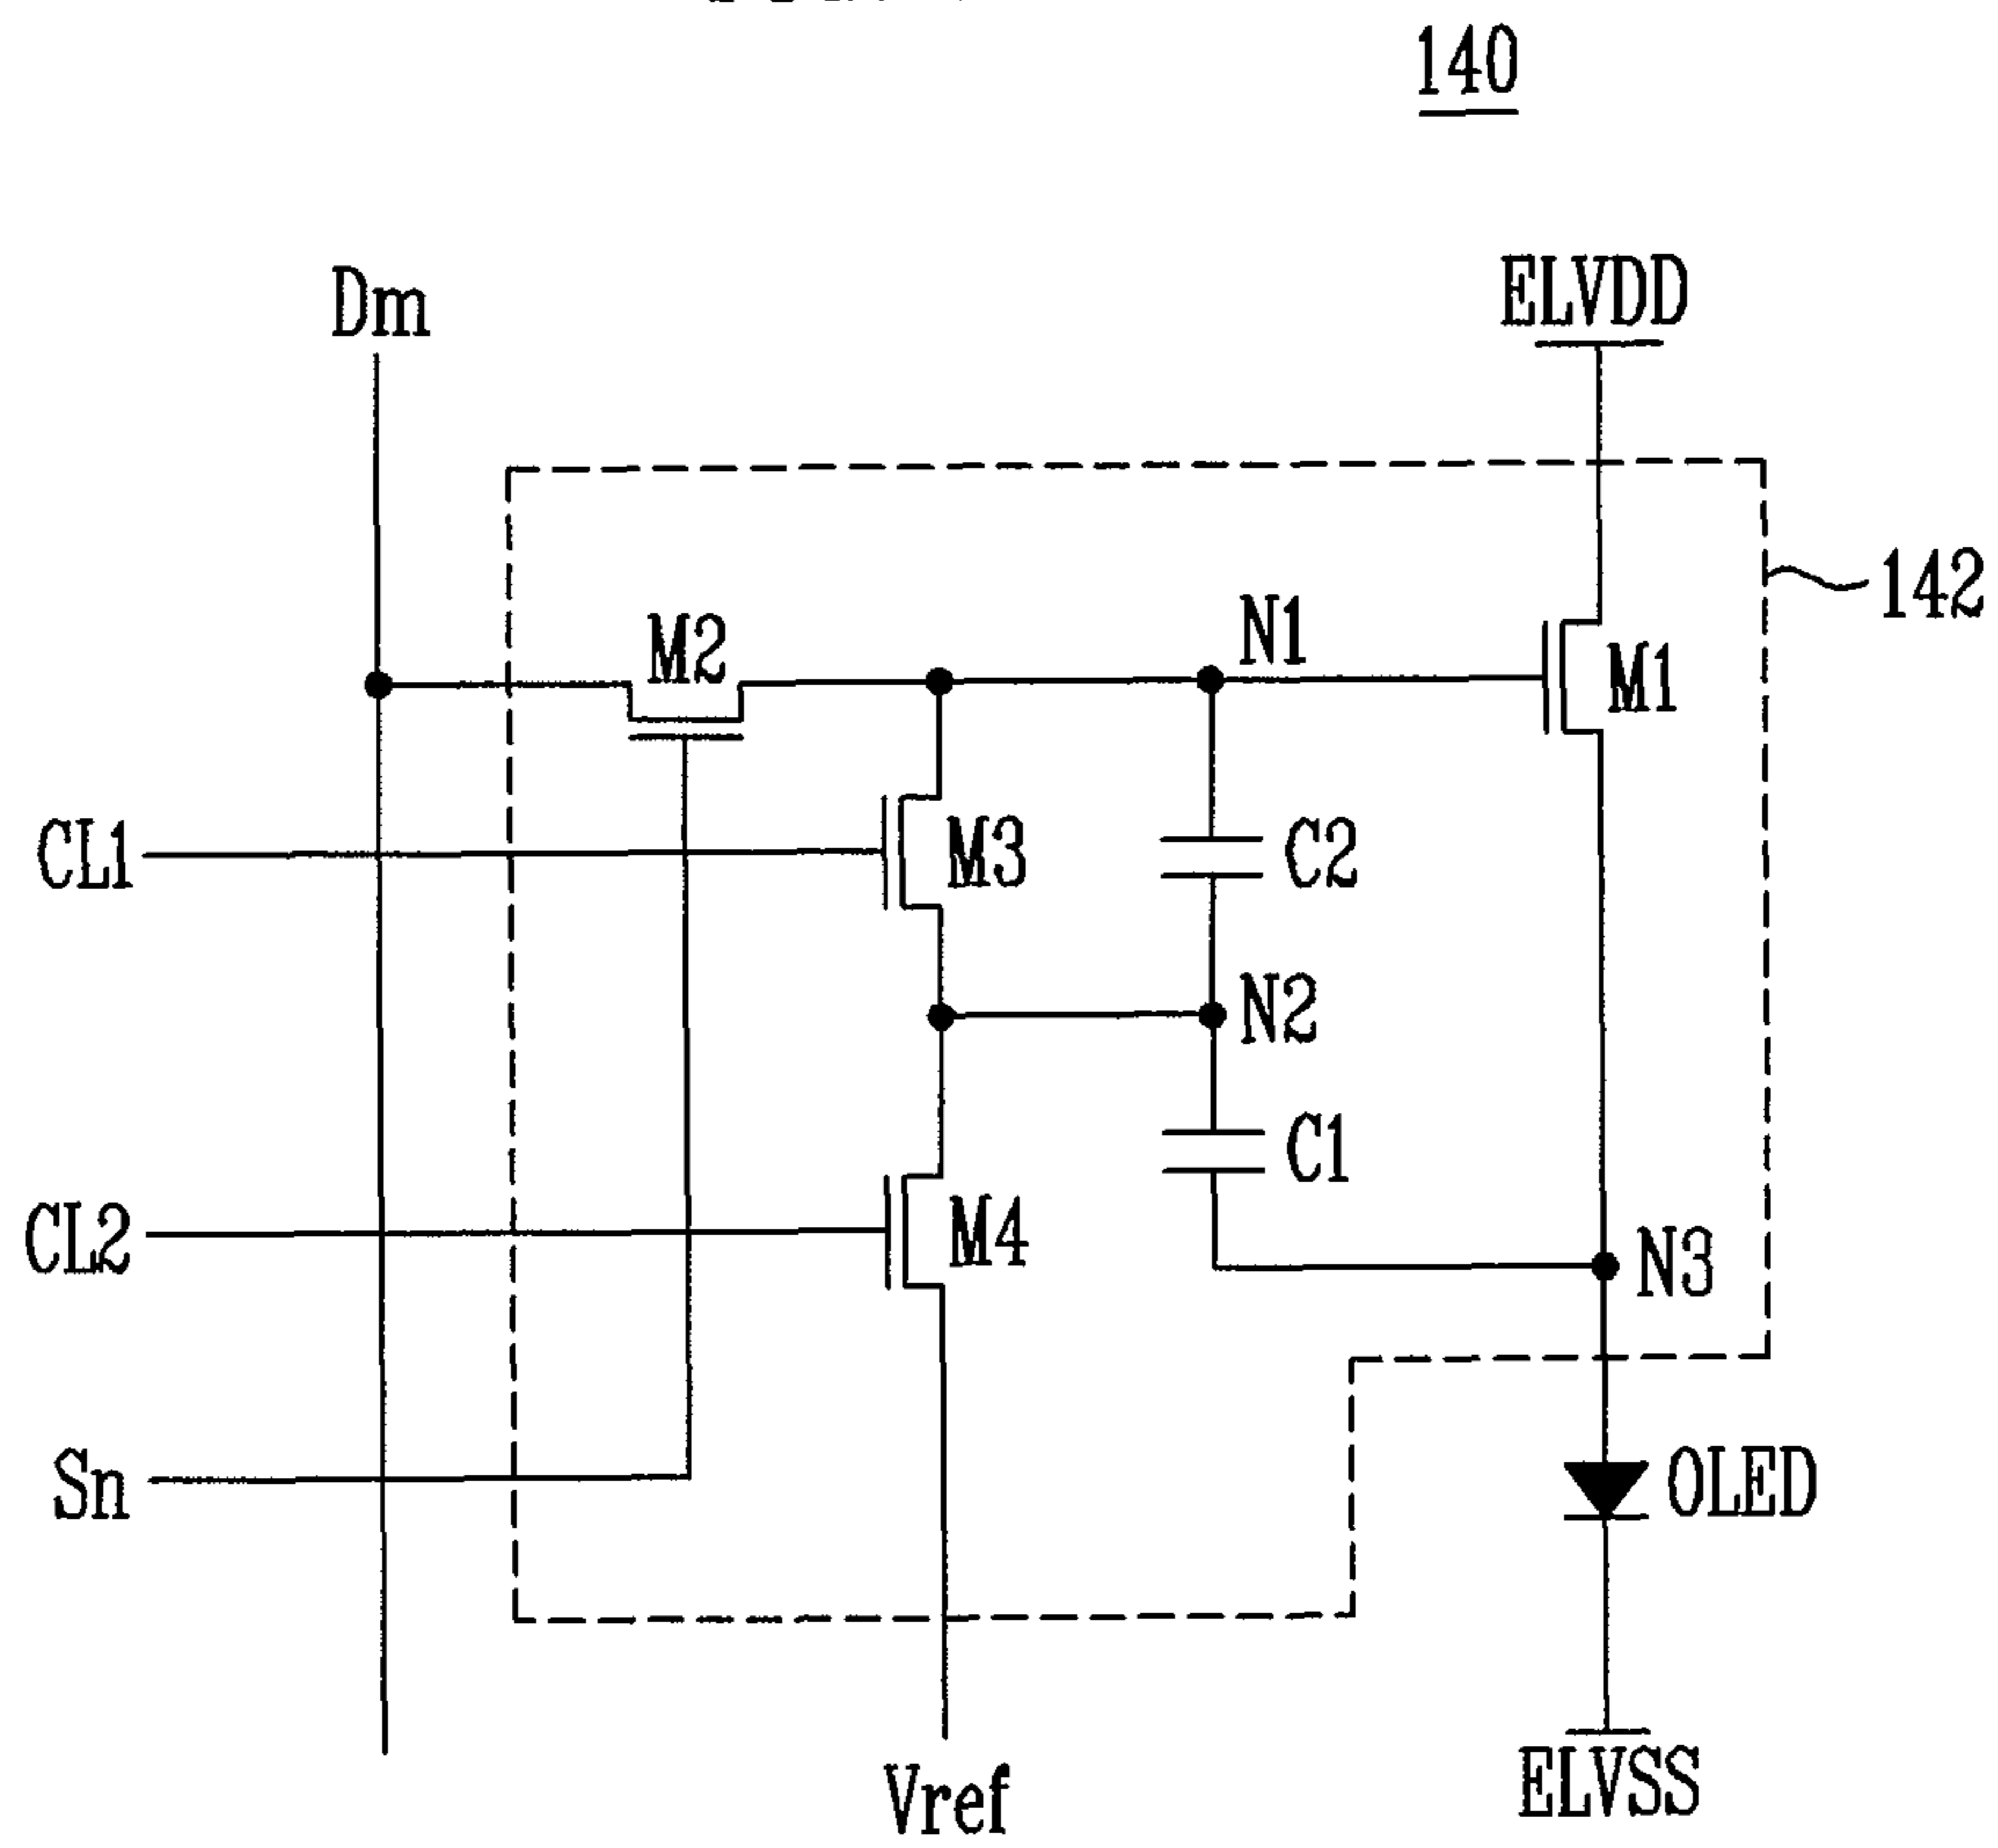 140
Dm
ELVDD
142
M2
N1
M1
CL1
M3
C2
N2
C1
CL2
M4
N3
Sn
OLED
Vref
ELVSS